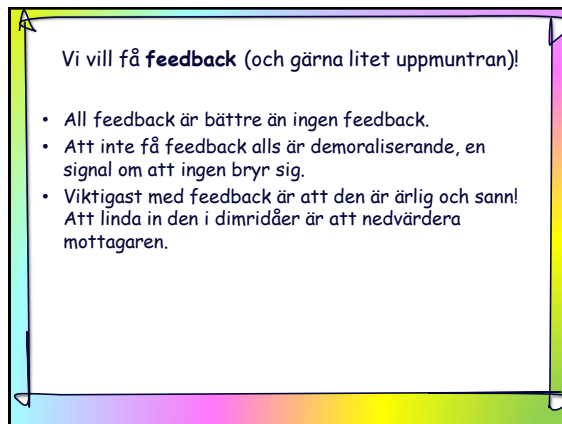 Vi vill få feedback (och gärna litet uppmuntran)!
• All feedback är bättre än ingen feedback.
• Att inte få feedback alls är demoraliserande, en
signal om att ingen bryr sig.
• Viktigast med feedback är att den är ärlig och sann!
Att linda in den i dimridåer är att nedvärdera
mottagaren.